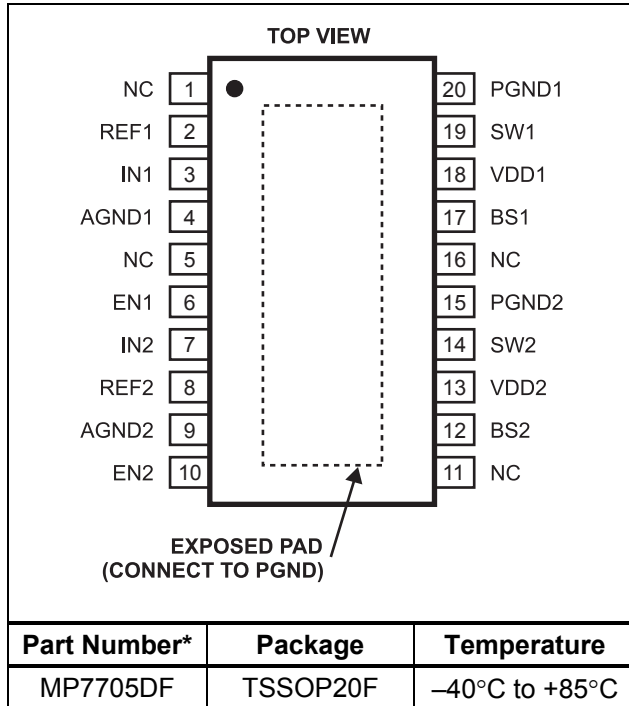 TOP VIEW
NC 1 20 PGND1
REF1 2 19 SW1
IN1 3 18 VDD1
AGND1 4 17 BS1
NC 5 16 NC
EN1 6 15 PGND2
IN2 7 14 SW2
REF2 8 13 VDD2
AGND2 9 12 BS2
EN2 10 11 NC
EXPOSED PAD
(CONNECT TO PGND)
Part Number* Package Temperature
MP7705DF TSSOP20F –40°C to +85°C